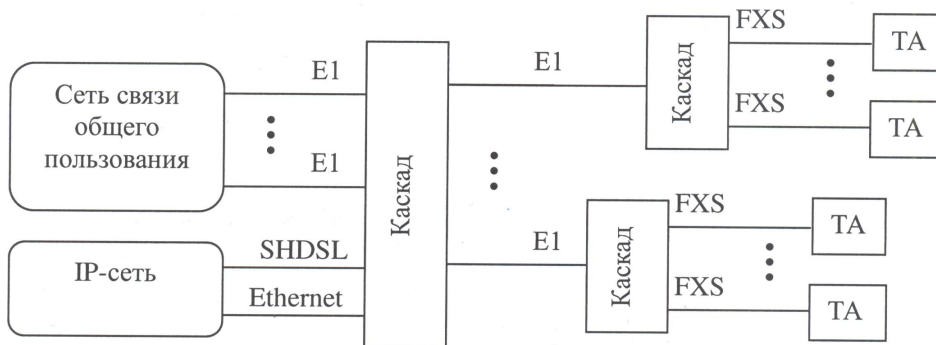 Сеть связи
общего
пользования
E1
E1
IP-сеть
SHDSL
Ethernet
Каскад
E1
Каскад
FXS
TA
FXS
TA
E1
Каскад
FXS
TA
FXS
TA